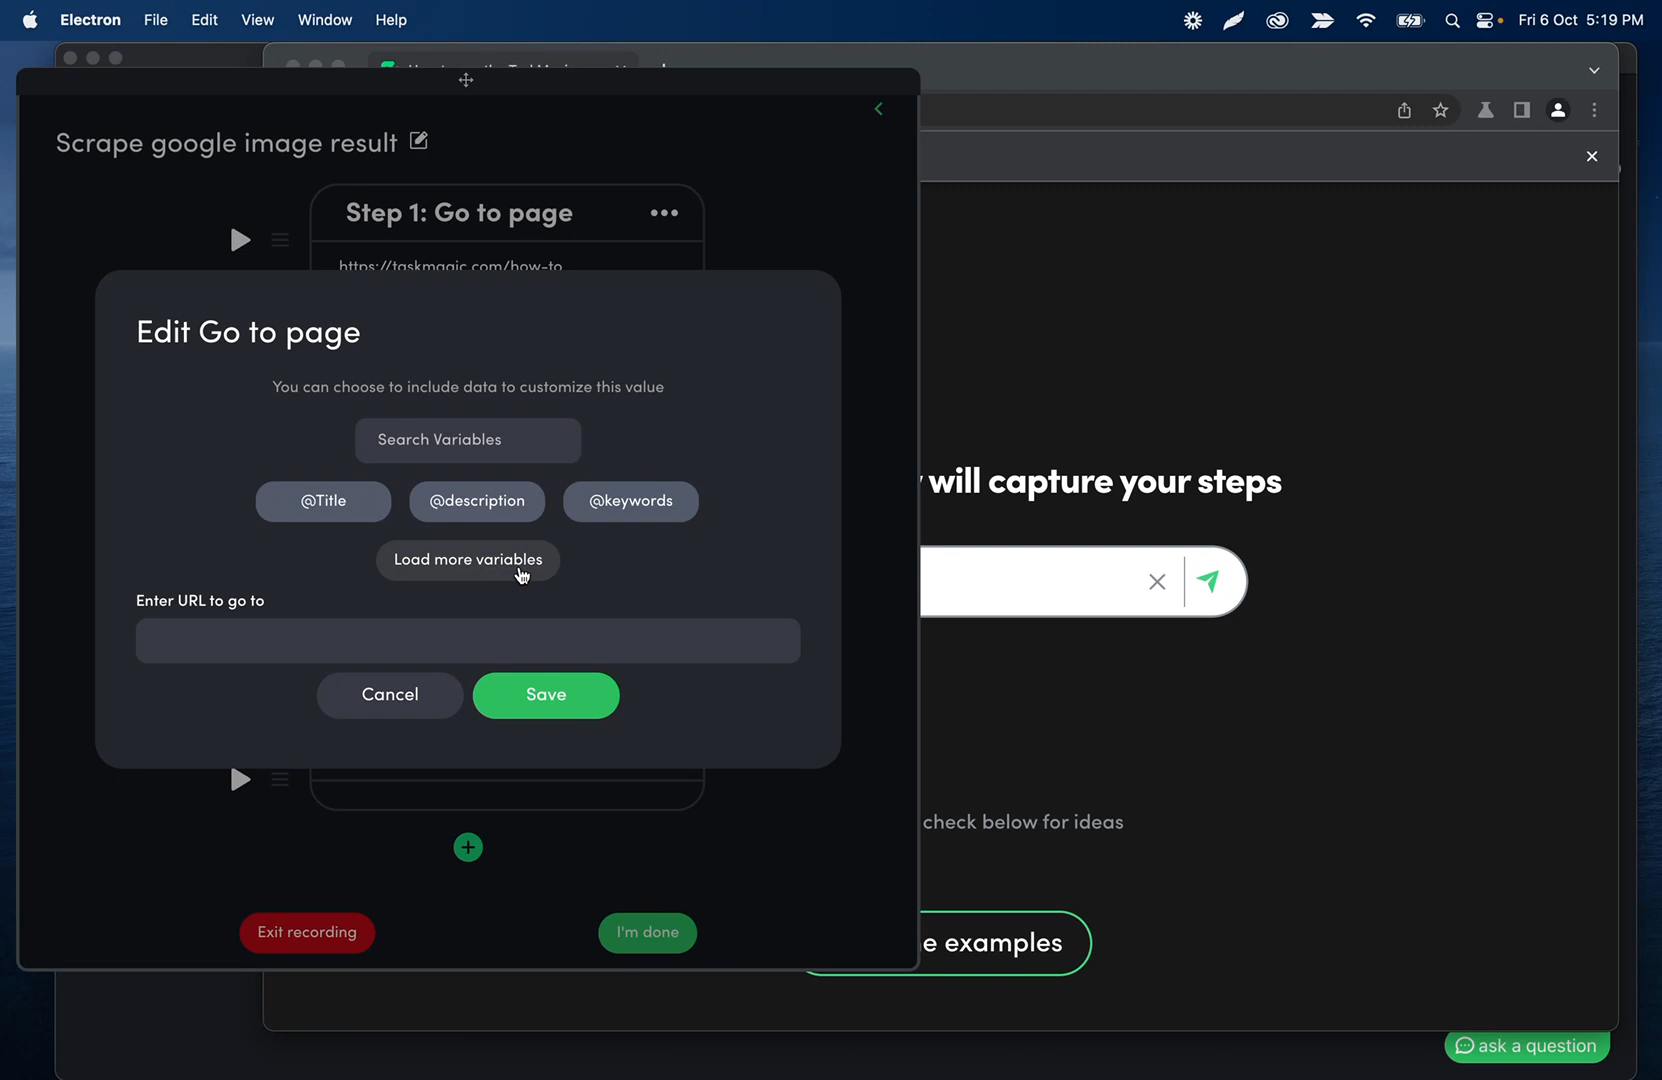 Electron File Edit View Window Help
Fri 6 Oct 5:19 PM
Scrape google image result
Step 1: Go to page
https://taskmagic.com/how-to
Edit Go to page
You can choose to include data to customize this value
Search Variables
@Title @description @keywords
Load more variables
Enter URL to go to
Cancel Save
Exit recording I'm done
will capture your steps
check below for ideas
e examples
ask a question